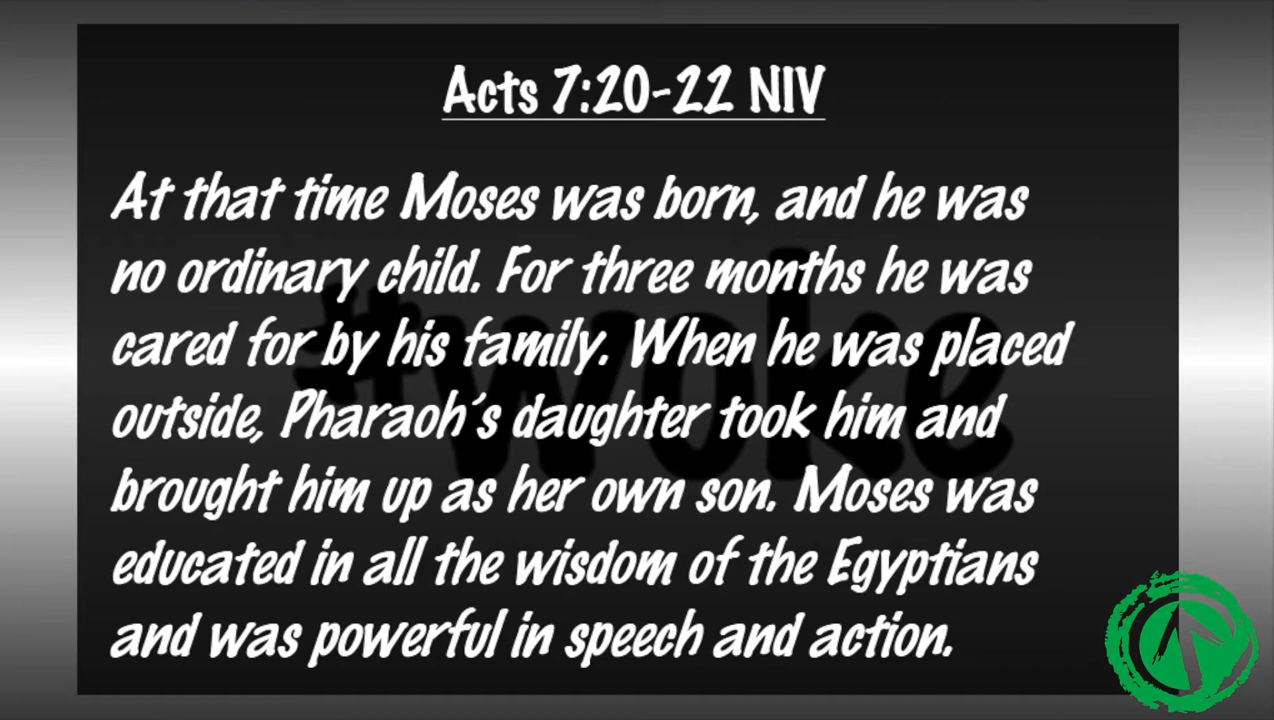 Acts 7:20-22 NIV
At that time Moses was born, and he was
no ordinary child. For three months he was
cared for by his family. When he was placed
outside, Pharaoh's daughter took him and
brought him up as her own son. Moses was
educated in all the wisdom of the Egyptians
and was powerful in speech and action.
#woke